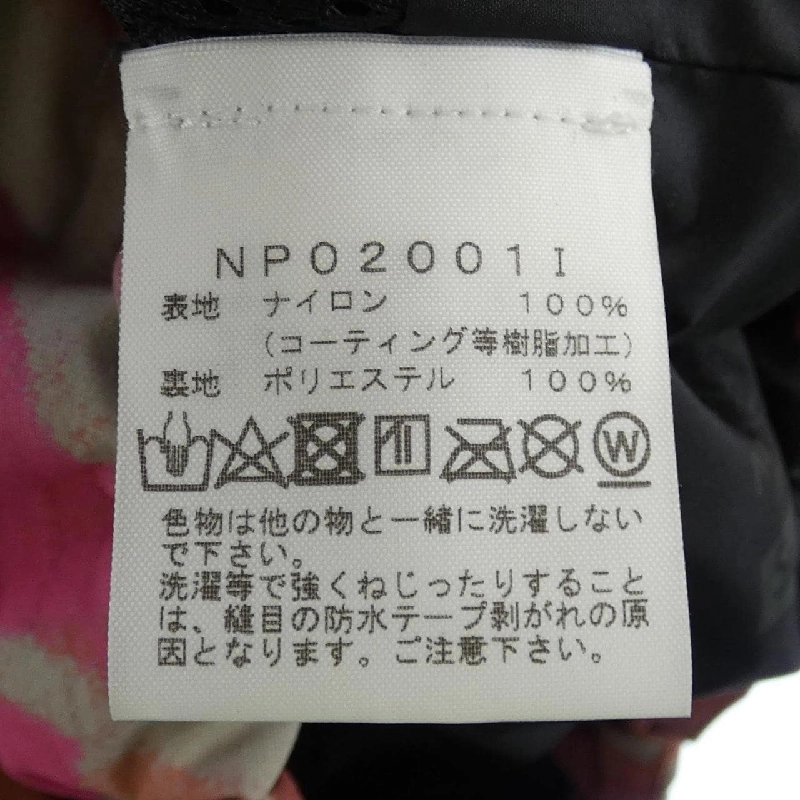 NP02001I
表地 ナイロン 100%
(コーティング等樹脂加工)
裏地 ポリエステル 100%
W
色物は他の物と一緒に洗濯しない
で下さい。
洗濯等で強くねじったりすること
は、縫目の防水テープ剥がれの原
因となります。ご注意下さい。